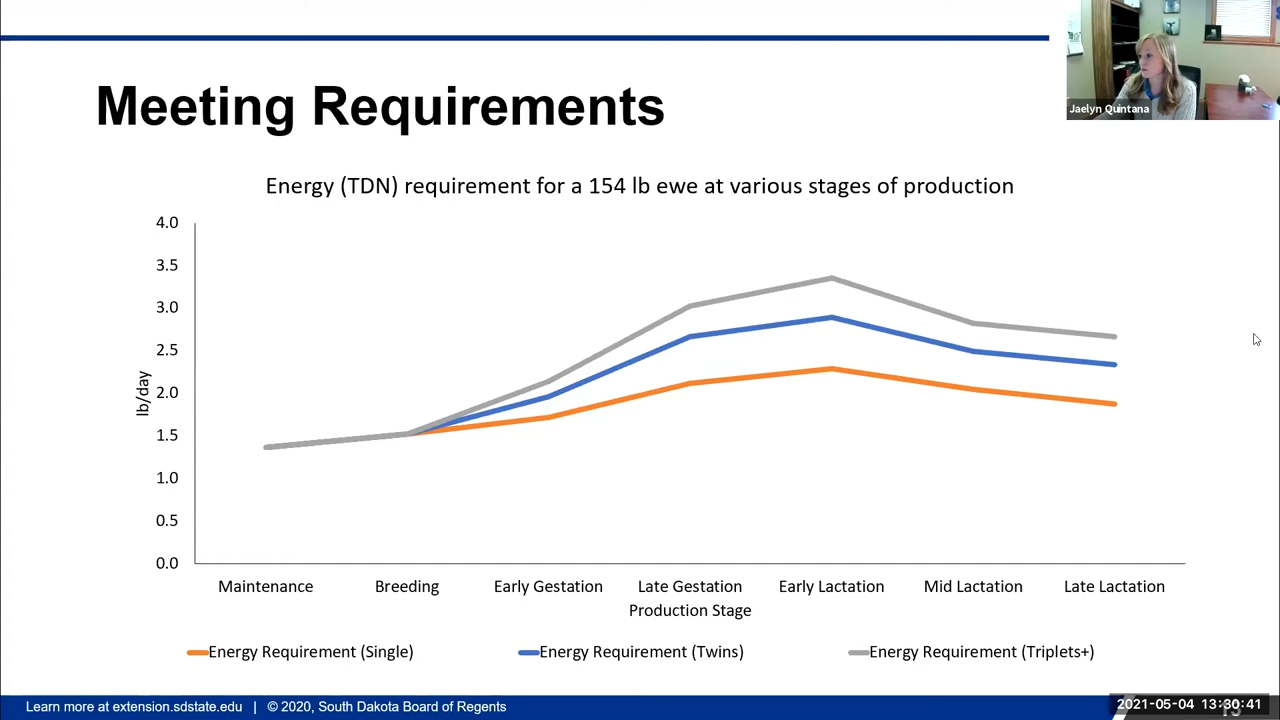 Jaelyn Quintana
Meeting Requirements
Energy (TDN) requirement for a 154 lb ewe at various stages of production
4.0
3.5
3.0
2.5
2.0
1.5
1.0
0.5
0.0
lb/day
Maintenance Breeding Early Gestation Late Gestation Early Lactation Mid Lactation Late Lactation
Production Stage
Energy Requirement (Single) Energy Requirement (Twins) Energy Requirement (Triplets+)
Learn more at extension.sdstate.edu | © 2020, South Dakota Board of Regents
2021-05-04 13:30:41